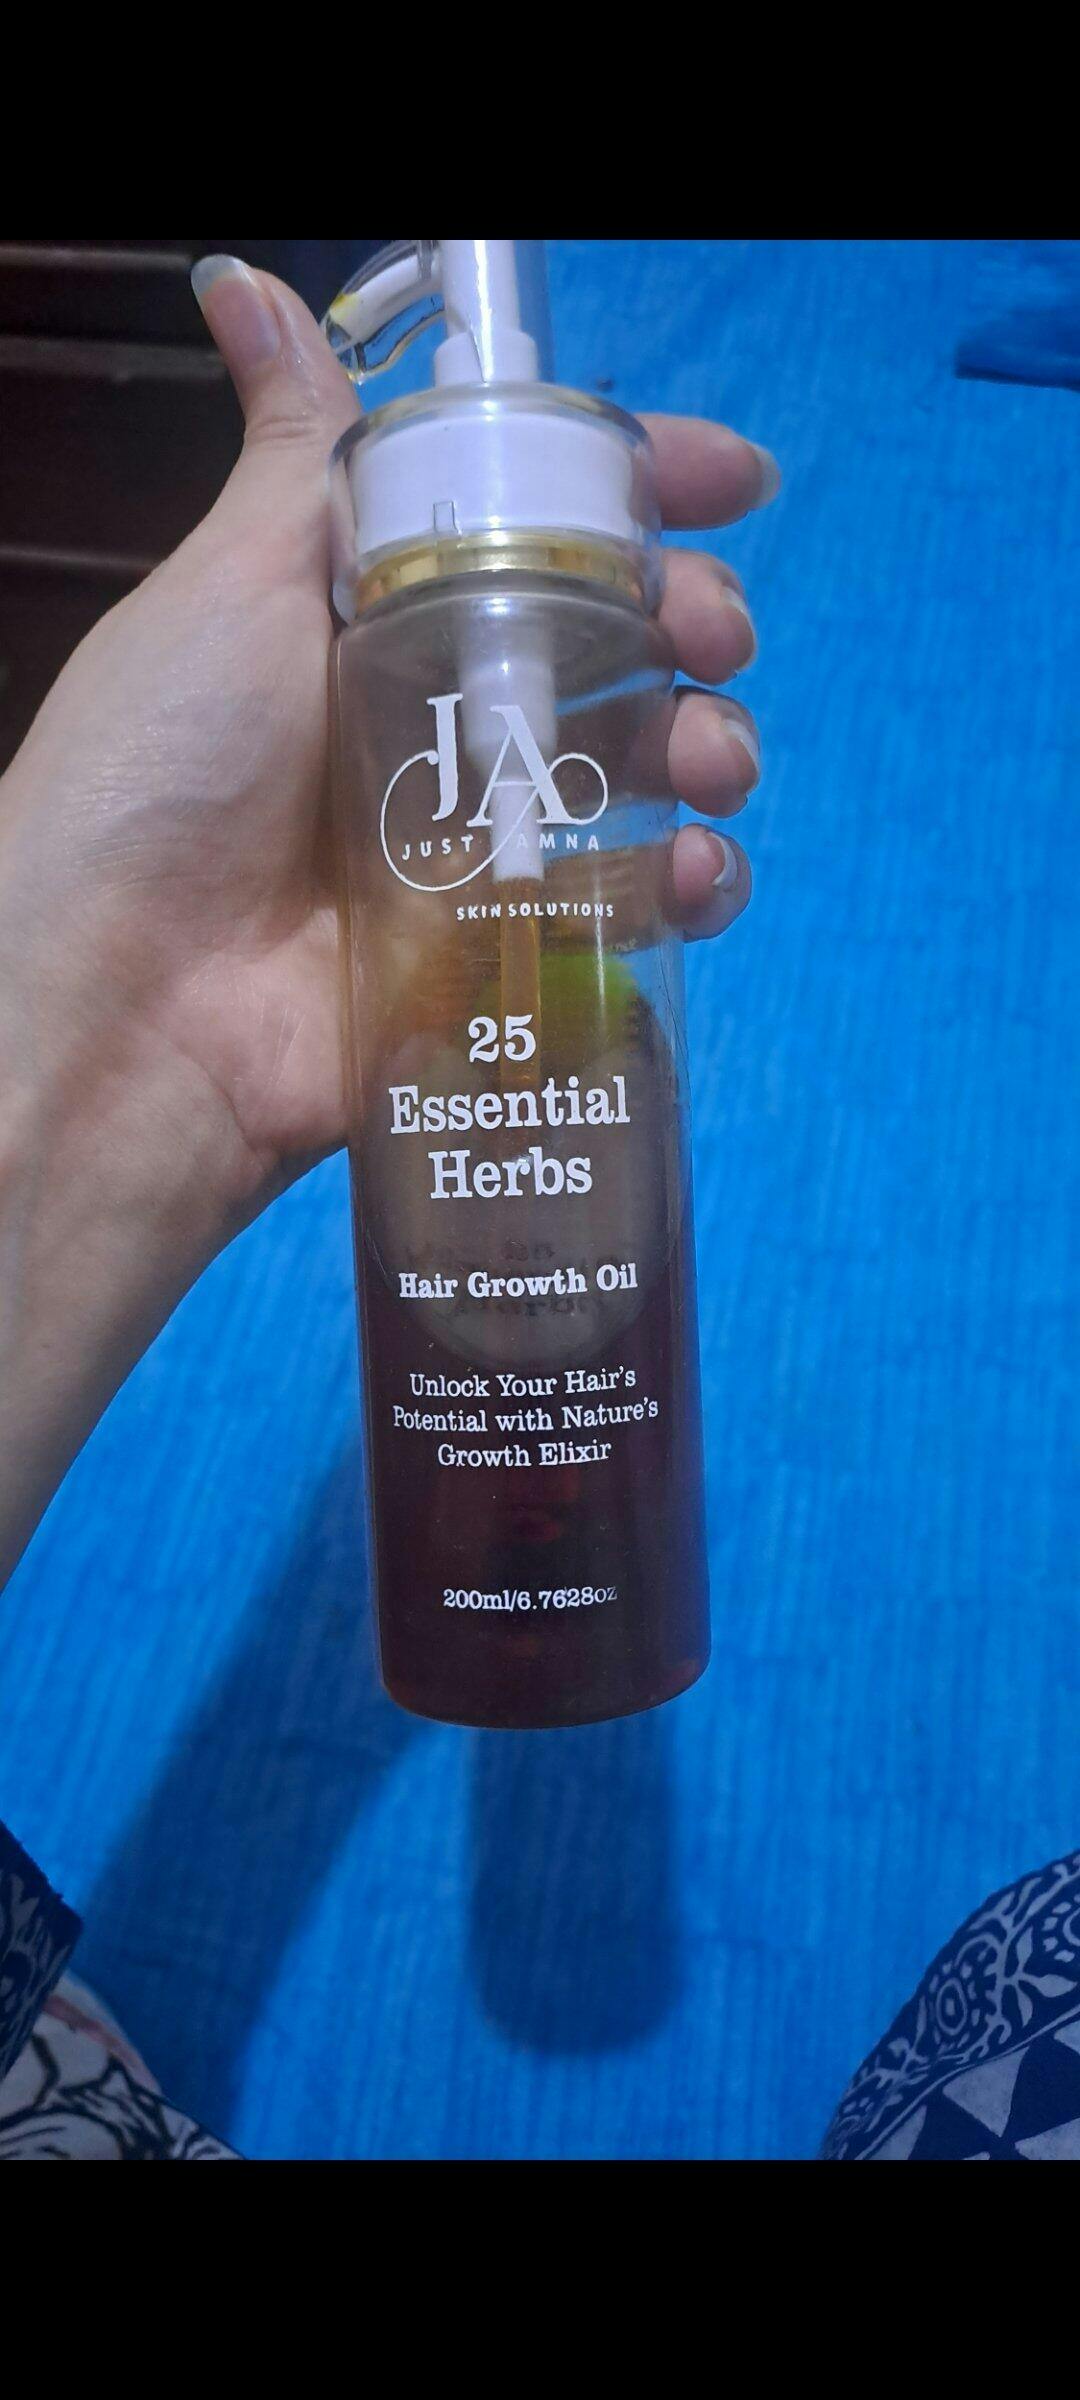 JA
JUST AMNA
SKIN SOLUTIONS
25
Essential
Herbs
Hair Growth Oil
Unlock Your Hair's
Potential with Nature's
Growth Elixir
200ml/6.7628oz